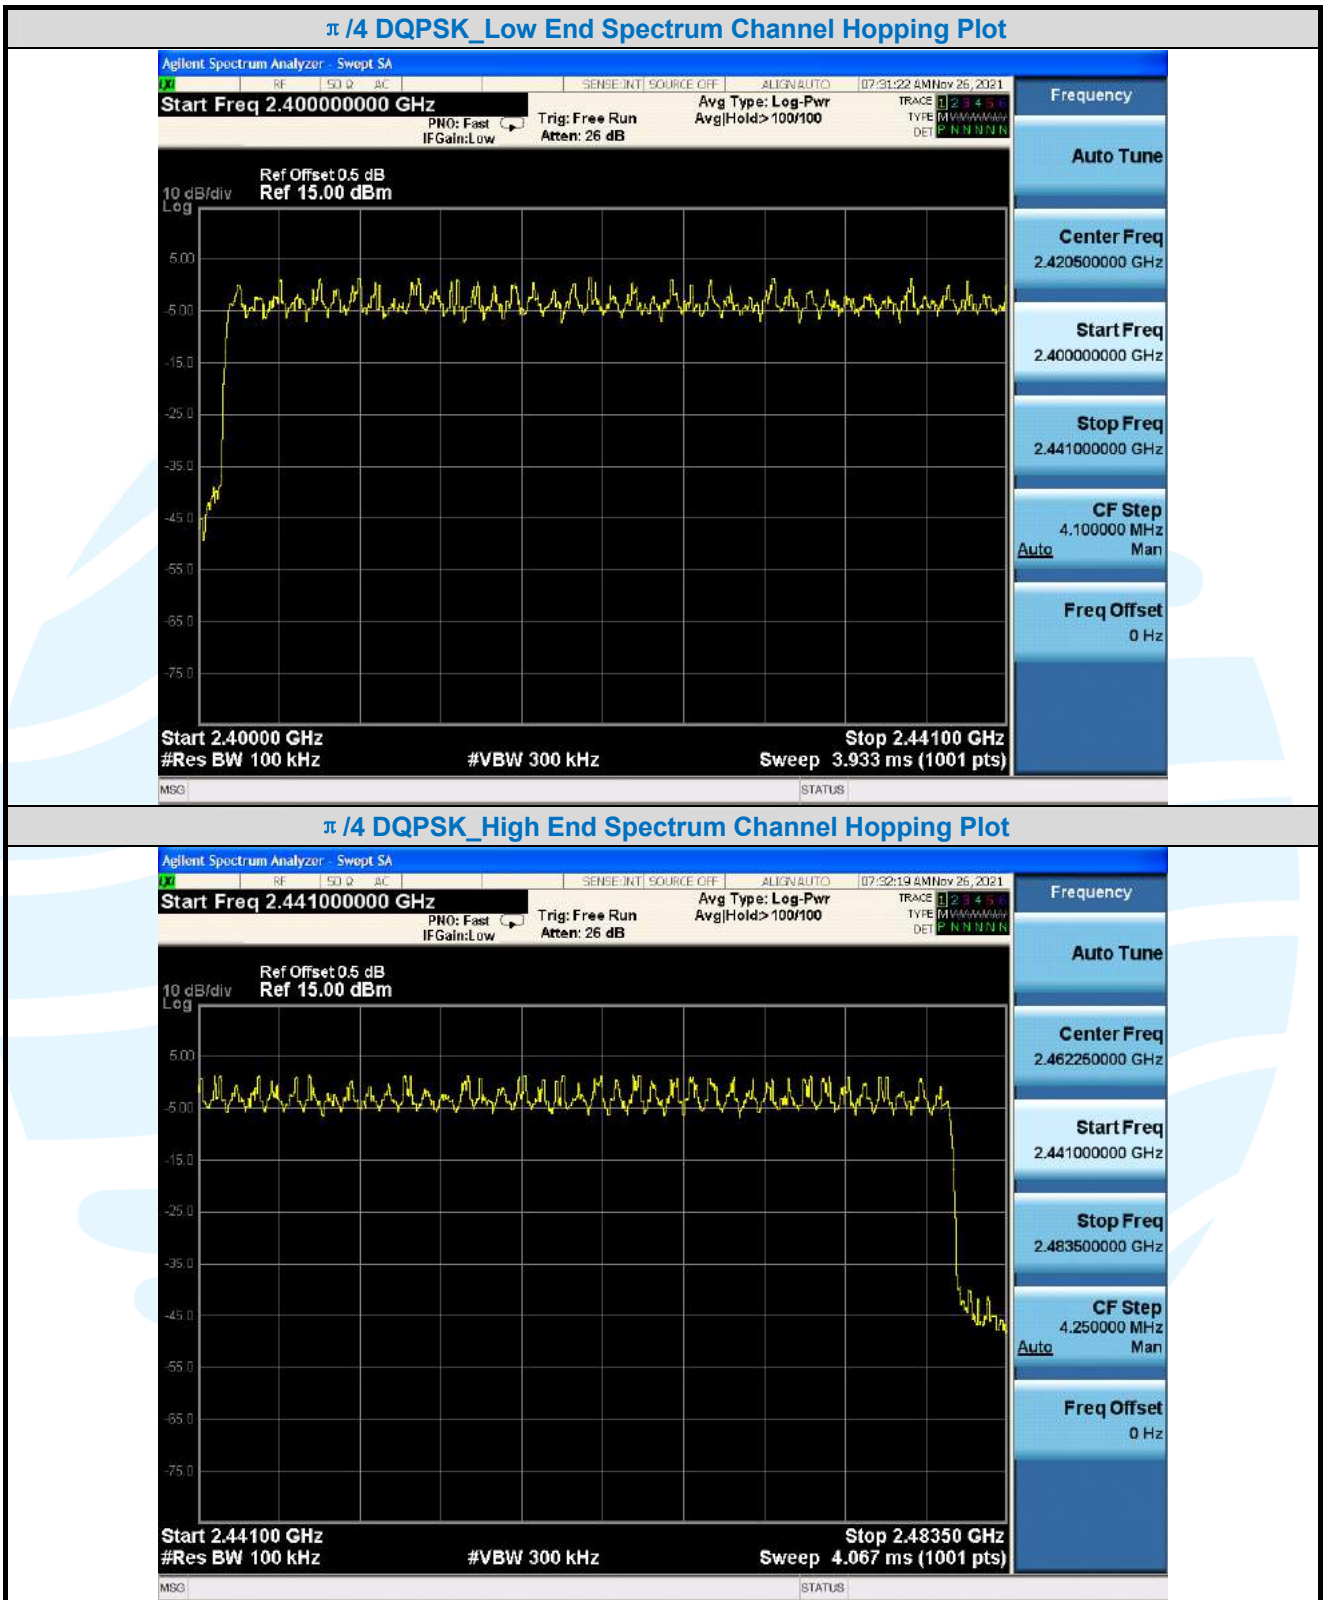 π/4 DQPSK_Low End Spectrum Channel Hopping Plot
Agilent Spectrum Analyzer - Swept SA
LXI RF 50 Ω AC SENSE:INT SOURCE OFF ALIGN AUTO 07:31:22 AM Nov 26, 2021
Start Freq 2.400000000 GHz
PNO: Fast
IFGain:Low
Trig: Free Run
Atten: 26 dB
Avg Type: Log-Pwr
Avg|Hold:>100/100
TRACE 1 2 3 4 5 6
TYPE M
DET P N N N N N
Ref Offset 0.5 dB
10 dB/div Ref 15.00 dBm
Log
5.00
-5.00
-15.0
-25.0
-35.0
-45.0
-55.0
-65.0
-75.0
Start 2.40000 GHz Stop 2.44100 GHz
#Res BW 100 kHz #VBW 300 kHz Sweep 3.933 ms (1001 pts)
MSG STATUS
Frequency
Auto Tune
Center Freq
2.420500000 GHz
Start Freq
2.400000000 GHz
Stop Freq
2.441000000 GHz
CF Step
4.100000 MHz
Auto Man
Freq Offset
0 Hz
π/4 DQPSK_High End Spectrum Channel Hopping Plot
Agilent Spectrum Analyzer - Swept SA
LXI RF 50 Ω AC SENSE:INT SOURCE OFF ALIGN AUTO 07:32:19 AM Nov 26, 2021
Start Freq 2.441000000 GHz
PNO: Fast
IFGain:Low
Trig: Free Run
Atten: 26 dB
Avg Type: Log-Pwr
Avg|Hold:>100/100
TRACE 1 2 3 4 5 6
TYPE M
DET P N N N N N
Ref Offset 0.5 dB
10 dB/div Ref 15.00 dBm
Log
5.00
-5.00
-15.0
-25.0
-35.0
-45.0
-55.0
-65.0
-75.0
Start 2.44100 GHz Stop 2.48350 GHz
#Res BW 100 kHz #VBW 300 kHz Sweep 4.067 ms (1001 pts)
MSG STATUS
Frequency
Auto Tune
Center Freq
2.462250000 GHz
Start Freq
2.441000000 GHz
Stop Freq
2.483500000 GHz
CF Step
4.250000 MHz
Auto Man
Freq Offset
0 Hz